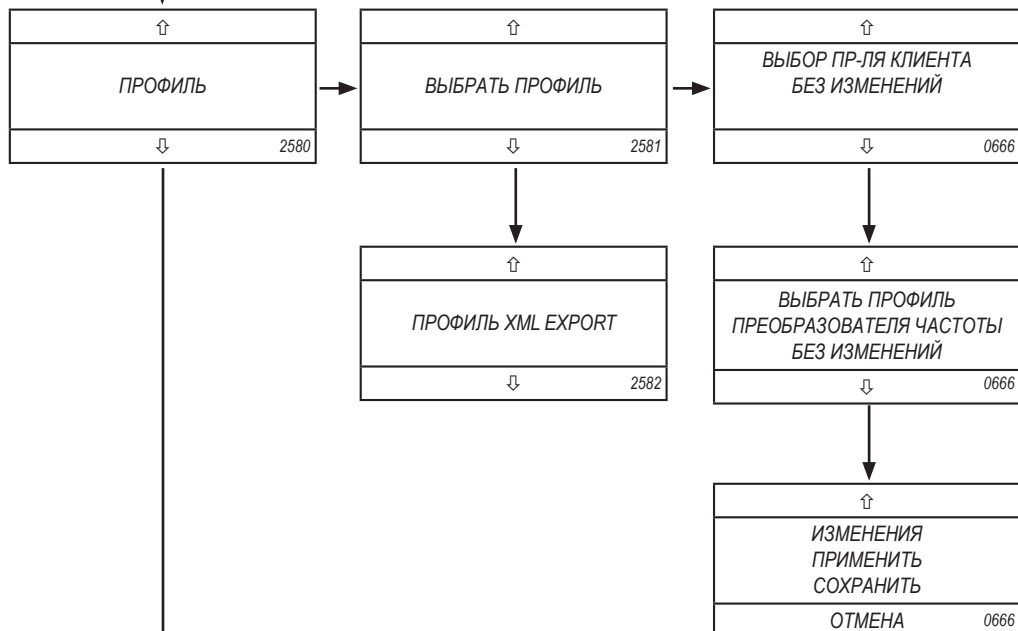 ⇧
ПРОФИЛЬ
⇩ 2580
⇧
ВЫБРАТЬ ПРОФИЛЬ
⇩ 2581
⇧
ВЫБОР ПР-ЛЯ КЛИЕНТА
БЕЗ ИЗМЕНЕНИЙ
⇩ 0666
⇧
ПРОФИЛЬ XML EXPORT
⇩ 2582
⇧
ВЫБРАТЬ ПРОФИЛЬ
ПРЕОБРАЗОВАТЕЛЯ ЧАСТОТЫ
БЕЗ ИЗМЕНЕНИЙ
⇩ 0666
⇧
ИЗМЕНЕНИЯ
ПРИМЕНИТЬ
СОХРАНИТЬ
ОТМЕНА 0666